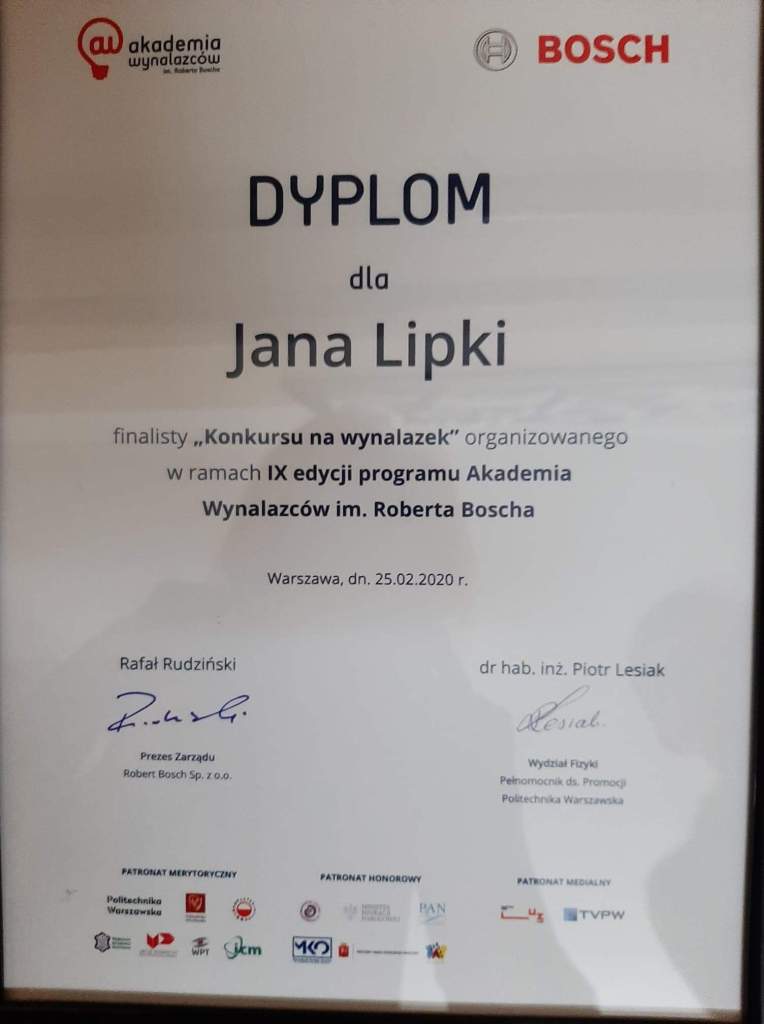 akademia
wynalazców
im. Roberta Boscha
BOSCH
DYPLOM
dla
Jana Lipki
finalisty „Konkursu na wynalazek” organizowanego
w ramach IX edycji programu Akademia
Wynalazców im. Roberta Boscha
Warszawa, dn. 25.02.2020 r.
Rafał Rudziński
Prezes Zarządu
Robert Bosch Sp. z o.o.
dr hab. inż. Piotr Lesiak
Wydział Fizyki
Pełnomocnik ds. Promocji
Politechnika Warszawska
PATRONAT MERYTORYCZNY
Politechnika
Warszawska
WPT
icm
PATRONAT HONOROWY
PAN
MKO
PATRONAT MEDIALNY
TVPW